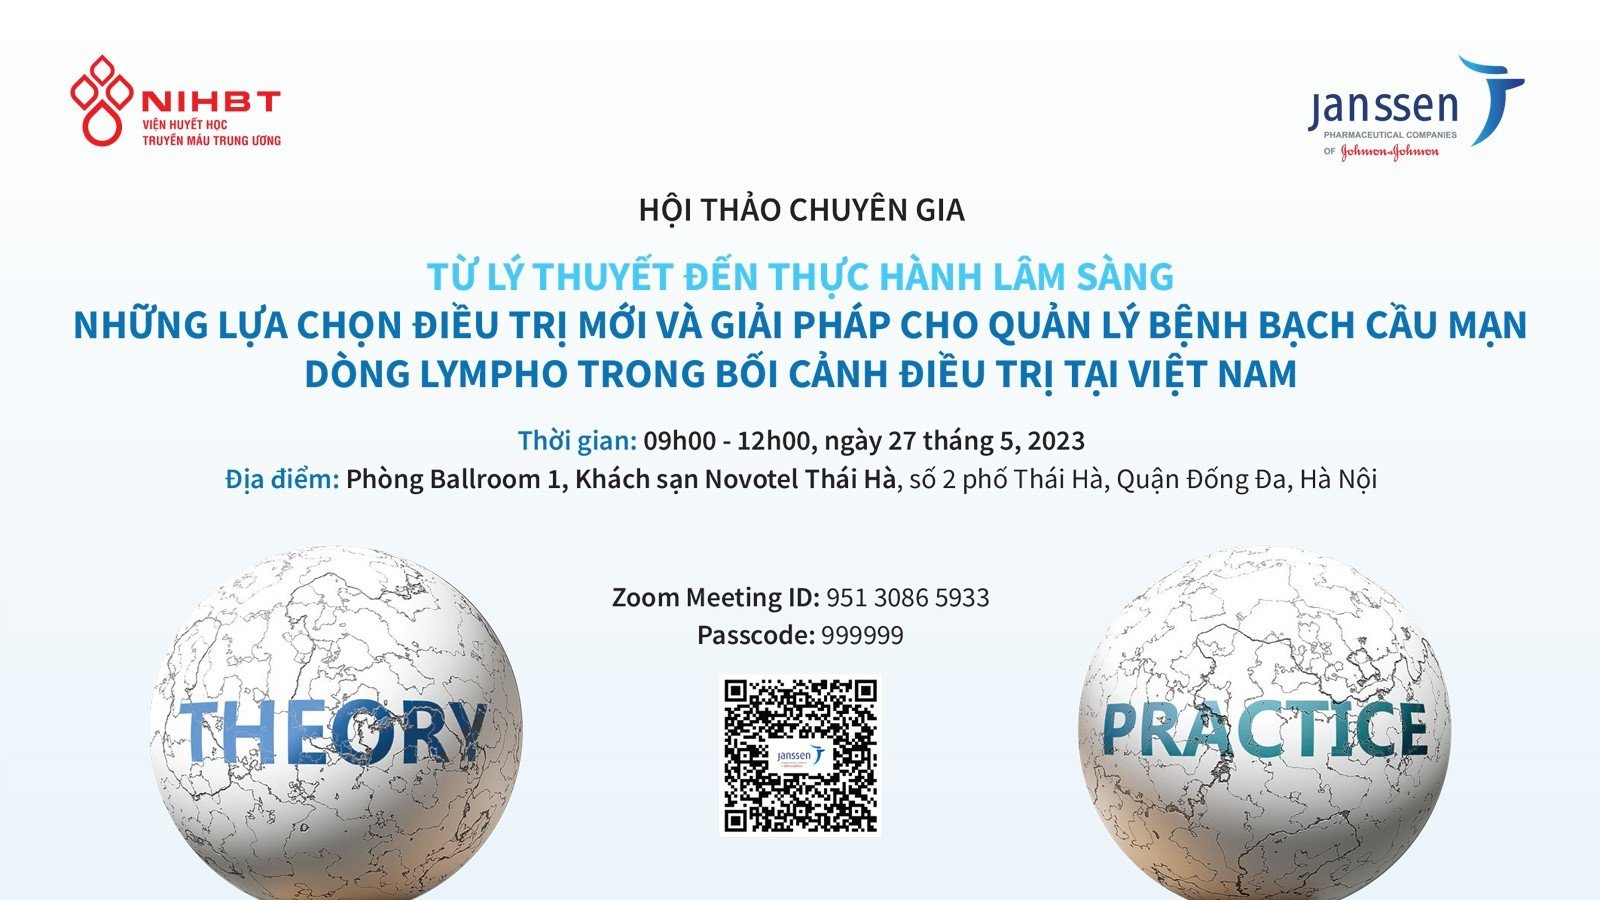 NIHBT
VIỆN HUYẾT HỌC
TRUYỀN MÁU TRUNG ƯƠNG
Janssen
PHARMACEUTICAL COMPANIES
OF Johnson & Johnson
HỘI THẢO CHUYÊN GIA
TỪ LÝ THUYẾT ĐẾN THỰC HÀNH LÂM SÀNG
NHỮNG LỰA CHỌN ĐIỀU TRỊ MỚI VÀ GIẢI PHÁP CHO QUẢN LÝ BỆNH BẠCH CẦU MẠN
DÒNG LYMPHO TRONG BỐI CẢNH ĐIỀU TRỊ TẠI VIỆT NAM
Thời gian: 09h00 - 12h00, ngày 27 tháng 5, 2023
Địa điểm: Phòng Ballroom 1, Khách sạn Novotel Thái Hà, số 2 phố Thái Hà, Quận Đống Đa, Hà Nội
Zoom Meeting ID: 951 3086 5933
Passcode: 999999
THEORY
Janssen
PRACTICE